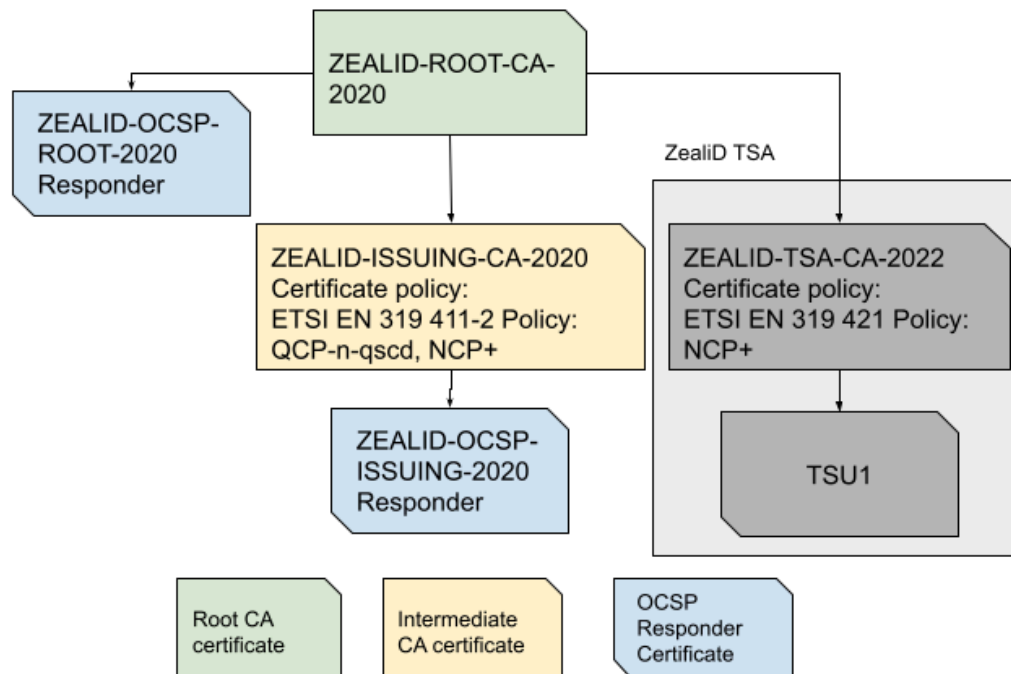 ZEALID-ROOT-CA-
2020
ZEALID-OCSP-
ROOT-2020
Responder
ZealiD TSA
ZEALID-ISSUING-CA-2020
Certificate policy:
ETSI EN 319 411-2 Policy:
QCP-n-qscd, NCP+
ZEALID-TSA-CA-2022
Certificate policy:
ETSI EN 319 421 Policy:
NCP+
ZEALID-OCSP-
ISSUING-2020
Responder
TSU1
Root CA
certificate
Intermediate
CA certificate
OCSP
Responder
Certificate